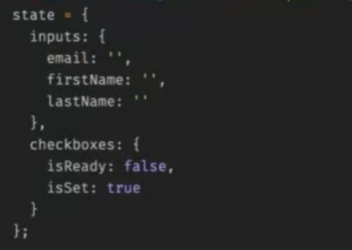 state = {
  inputs: {
    email: '',
    firstName: '',
    lastName: ''
  },
  checkboxes: {
    isReady: false,
    isSet: true
  }
};